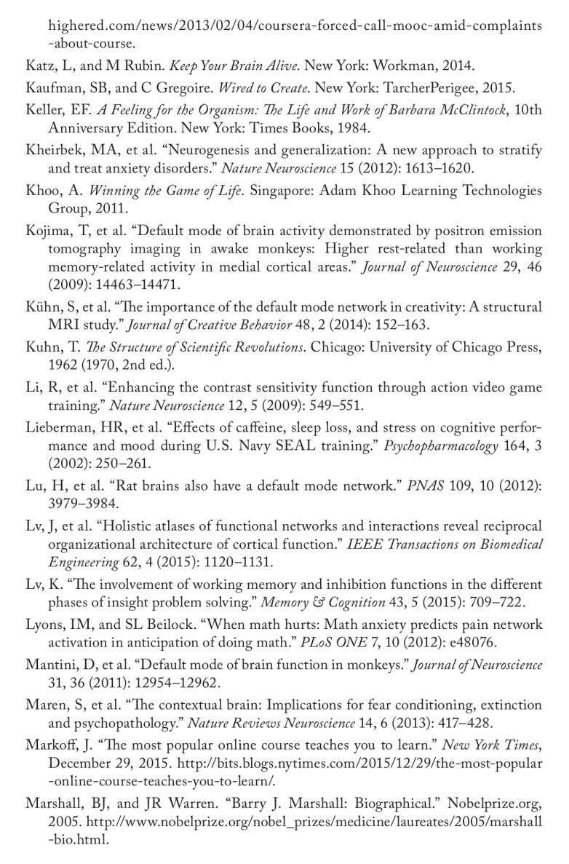 highered.com/news/2013/02/04/coursera-forced-call-mooc-amid-complaints
-about-course.
Katz, L, and M Rubin. Keep Your Brain Alive. New York: Workman, 2014.
Kaufman, SB, and C Gregoire. Wired to Create. New York: TarcherPerigee, 2015.
Keller, EF. A Feeling for the Organism: The Life and Work of Barbara McClintock, 10th
Anniversary Edition. New York: Times Books, 1984.
Kheirbek, MA, et al. “Neurogenesis and generalization: A new approach to stratify
and treat anxiety disorders.” Nature Neuroscience 15 (2012): 1613–1620.
Khoo, A. Winning the Game of Life. Singapore: Adam Khoo Learning Technologies
Group, 2011.
Kojima, T, et al. “Default mode of brain activity demonstrated by positron emission
tomography imaging in awake monkeys: Higher rest-related than working
memory-related activity in medial cortical areas.” Journal of Neuroscience 29, 46
(2009): 14463–14471.
Kühn, S, et al. “The importance of the default mode network in creativity: A structural
MRI study.” Journal of Creative Behavior 48, 2 (2014): 152–163.
Kuhn, T. The Structure of Scientific Revolutions. Chicago: University of Chicago Press,
1962 (1970, 2nd ed.).
Li, R, et al. “Enhancing the contrast sensitivity function through action video game
training.” Nature Neuroscience 12, 5 (2009): 549–551.
Lieberman, HR, et al. “Effects of caffeine, sleep loss, and stress on cognitive perfor-
mance and mood during U.S. Navy SEAL training.” Psychopharmacology 164, 3
(2002): 250–261.
Lu, H, et al. “Rat brains also have a default mode network.” PNAS 109, 10 (2012):
3979–3984.
Lv, J, et al. “Holistic atlases of functional networks and interactions reveal reciprocal
organizational architecture of cortical function.” IEEE Transactions on Biomedical
Engineering 62, 4 (2015): 1120–1131.
Lv, K. “The involvement of working memory and inhibition functions in the different
phases of insight problem solving.” Memory & Cognition 43, 5 (2015): 709–722.
Lyons, IM, and SL Beilock. “When math hurts: Math anxiety predicts pain network
activation in anticipation of doing math.” PLoS ONE 7, 10 (2012): e48076.
Mantini, D, et al. “Default mode of brain function in monkeys.” Journal of Neuroscience
31, 36 (2011): 12954–12962.
Maren, S, et al. “The contextual brain: Implications for fear conditioning, extinction
and psychopathology.” Nature Reviews Neuroscience 14, 6 (2013): 417–428.
Markoff, J. “The most popular online course teaches you to learn.” New York Times,
December 29, 2015. http://bits.blogs.nytimes.com/2015/12/29/the-most-popular
-online-course-teaches-you-to-learn/.
Marshall, BJ, and JR Warren. “Barry J. Marshall: Biographical.” Nobelprize.org,
2005. http://www.nobelprize.org/nobel_prizes/medicine/laureates/2005/marshall
-bio.html.